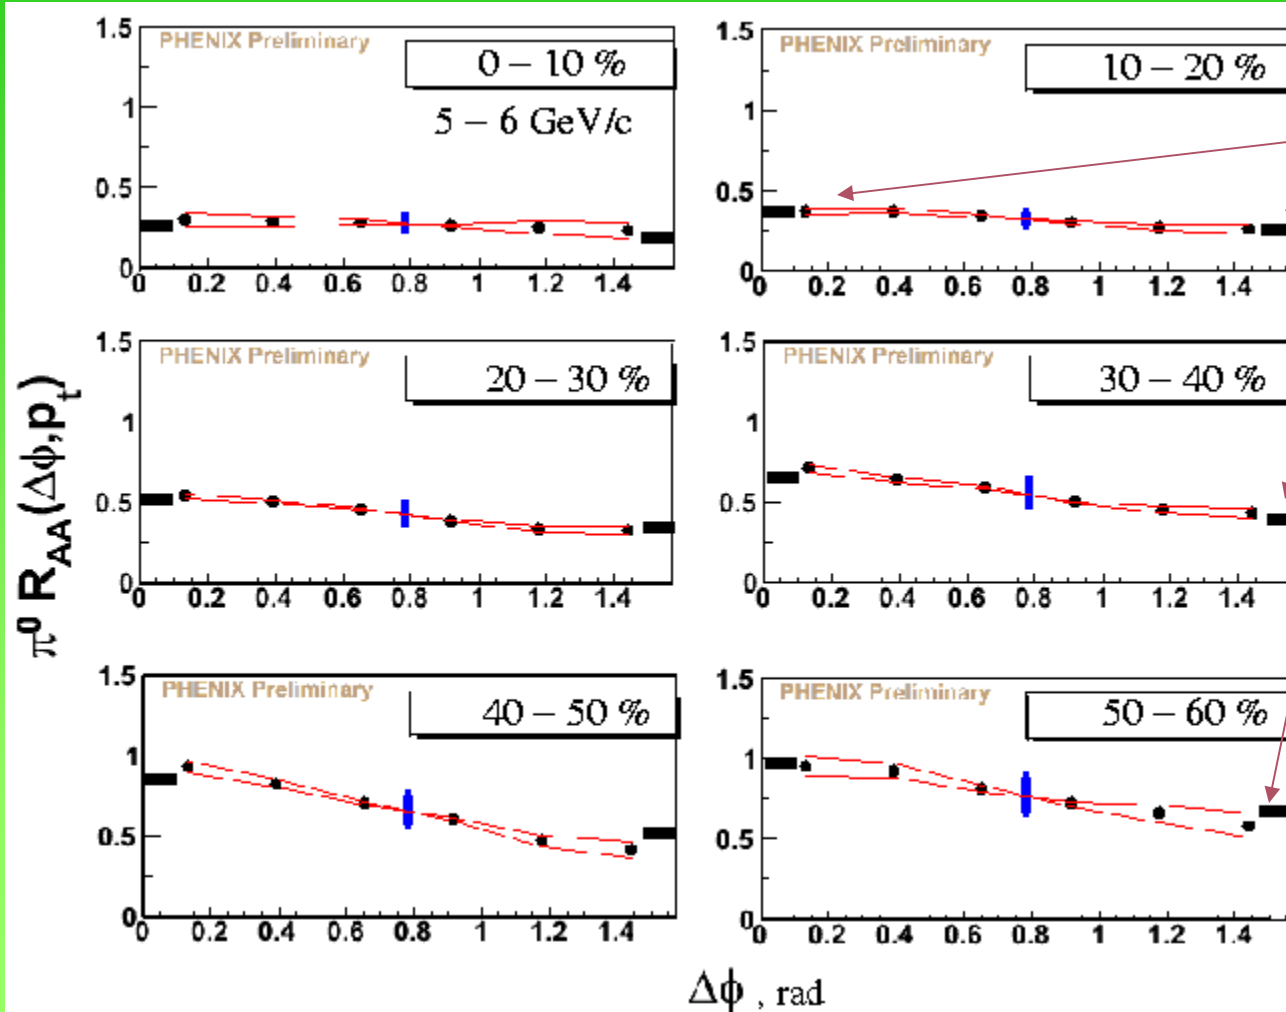 PHENIX Preliminary
0 – 10 %
5 – 6 GeV/c
1.5
1
0.5
0
0 0.2 0.4 0.6 0.8 1 1.2 1.4
PHENIX Preliminary
10 – 20 %
1.5
1
0.5
0
0 0.2 0.4 0.6 0.8 1 1.2 1.4
PHENIX Preliminary
20 – 30 %
1.5
1
0.5
0
0 0.2 0.4 0.6 0.8 1 1.2 1.4
PHENIX Preliminary
30 – 40 %
1.5
1
0.5
0
0 0.2 0.4 0.6 0.8 1 1.2 1.4
PHENIX Preliminary
40 – 50 %
1.5
1
0.5
0
0 0.2 0.4 0.6 0.8 1 1.2 1.4
PHENIX Preliminary
50 – 60 %
1.5
1
0.5
0
0 0.2 0.4 0.6 0.8 1 1.2 1.4
π⁰ R_AA(Δϕ,p_t)
Δϕ , rad